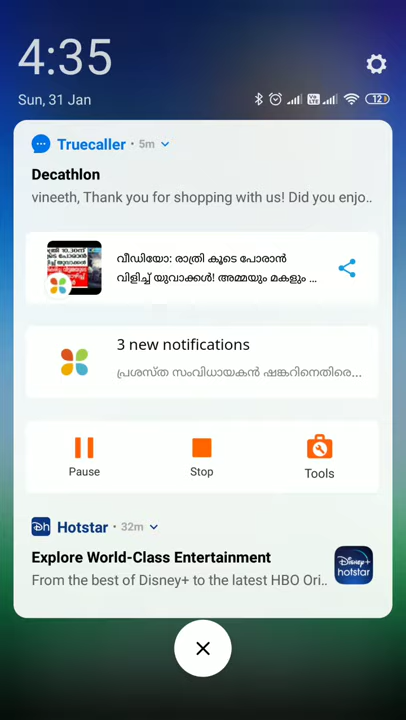 4:35
Sun, 31 Jan
12
Truecaller • 5m
Decathlon
vineeth, Thank you for shopping with us! Did you enjo..
വീഡിയോ: രാത്രി കൂടെ പോരാൻ
വിളിച്ച് യുവാക്കൾ! അമ്മയും മകളും ...
3 new notifications
പ്രശസ്ത സംവിധായകൻ ഷങ്കറിനെതിരെ...
Pause
Stop
Tools
Hotstar • 32m
Explore World-Class Entertainment
From the best of Disney+ to the latest HBO Ori..
Disney+
hotstar